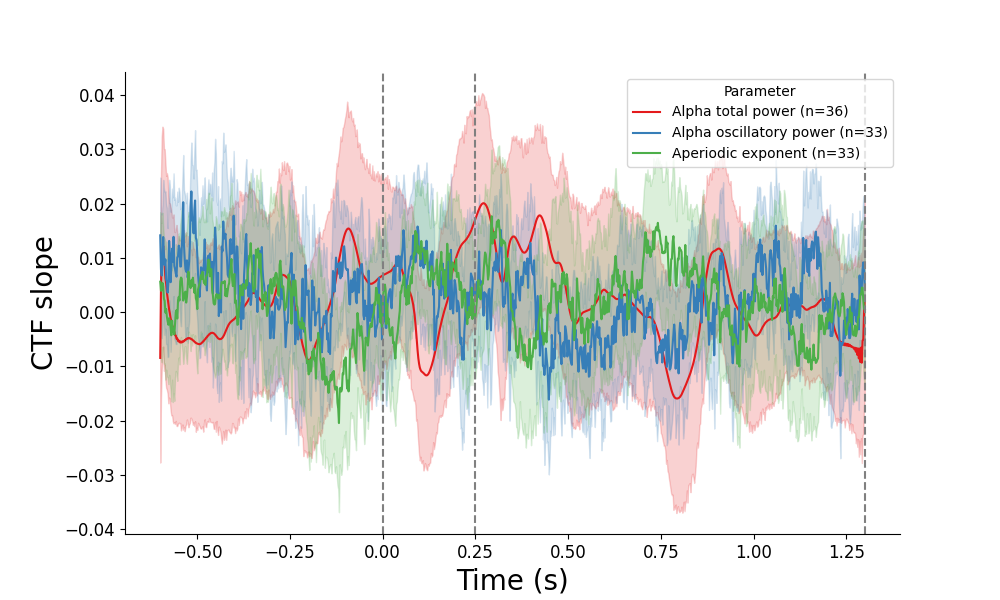 Parameter
Alpha total power (n=36)
Alpha oscillatory power (n=33)
Aperiodic exponent (n=33)
CTF slope
0.04
0.03
0.02
0.01
0.00
−0.01
−0.02
−0.03
−0.04
−0.50
−0.25
0.00
0.25
0.50
0.75
1.00
1.25
Time (s)